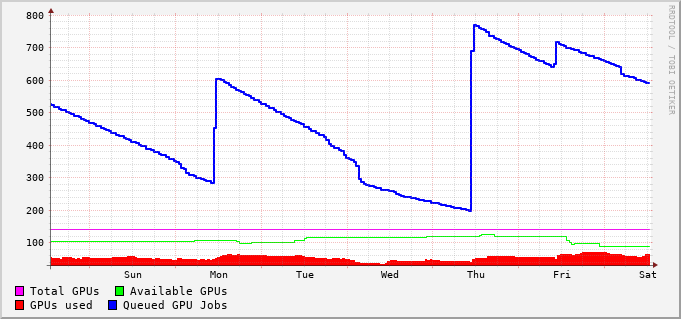 800
700
600
500
400
300
200
100
Sun Mon Tue Wed Thu Fri Sat
Total GPUs Available GPUs
GPUs used Queued GPU Jobs
RRDTOOL / TOBI OETIKER